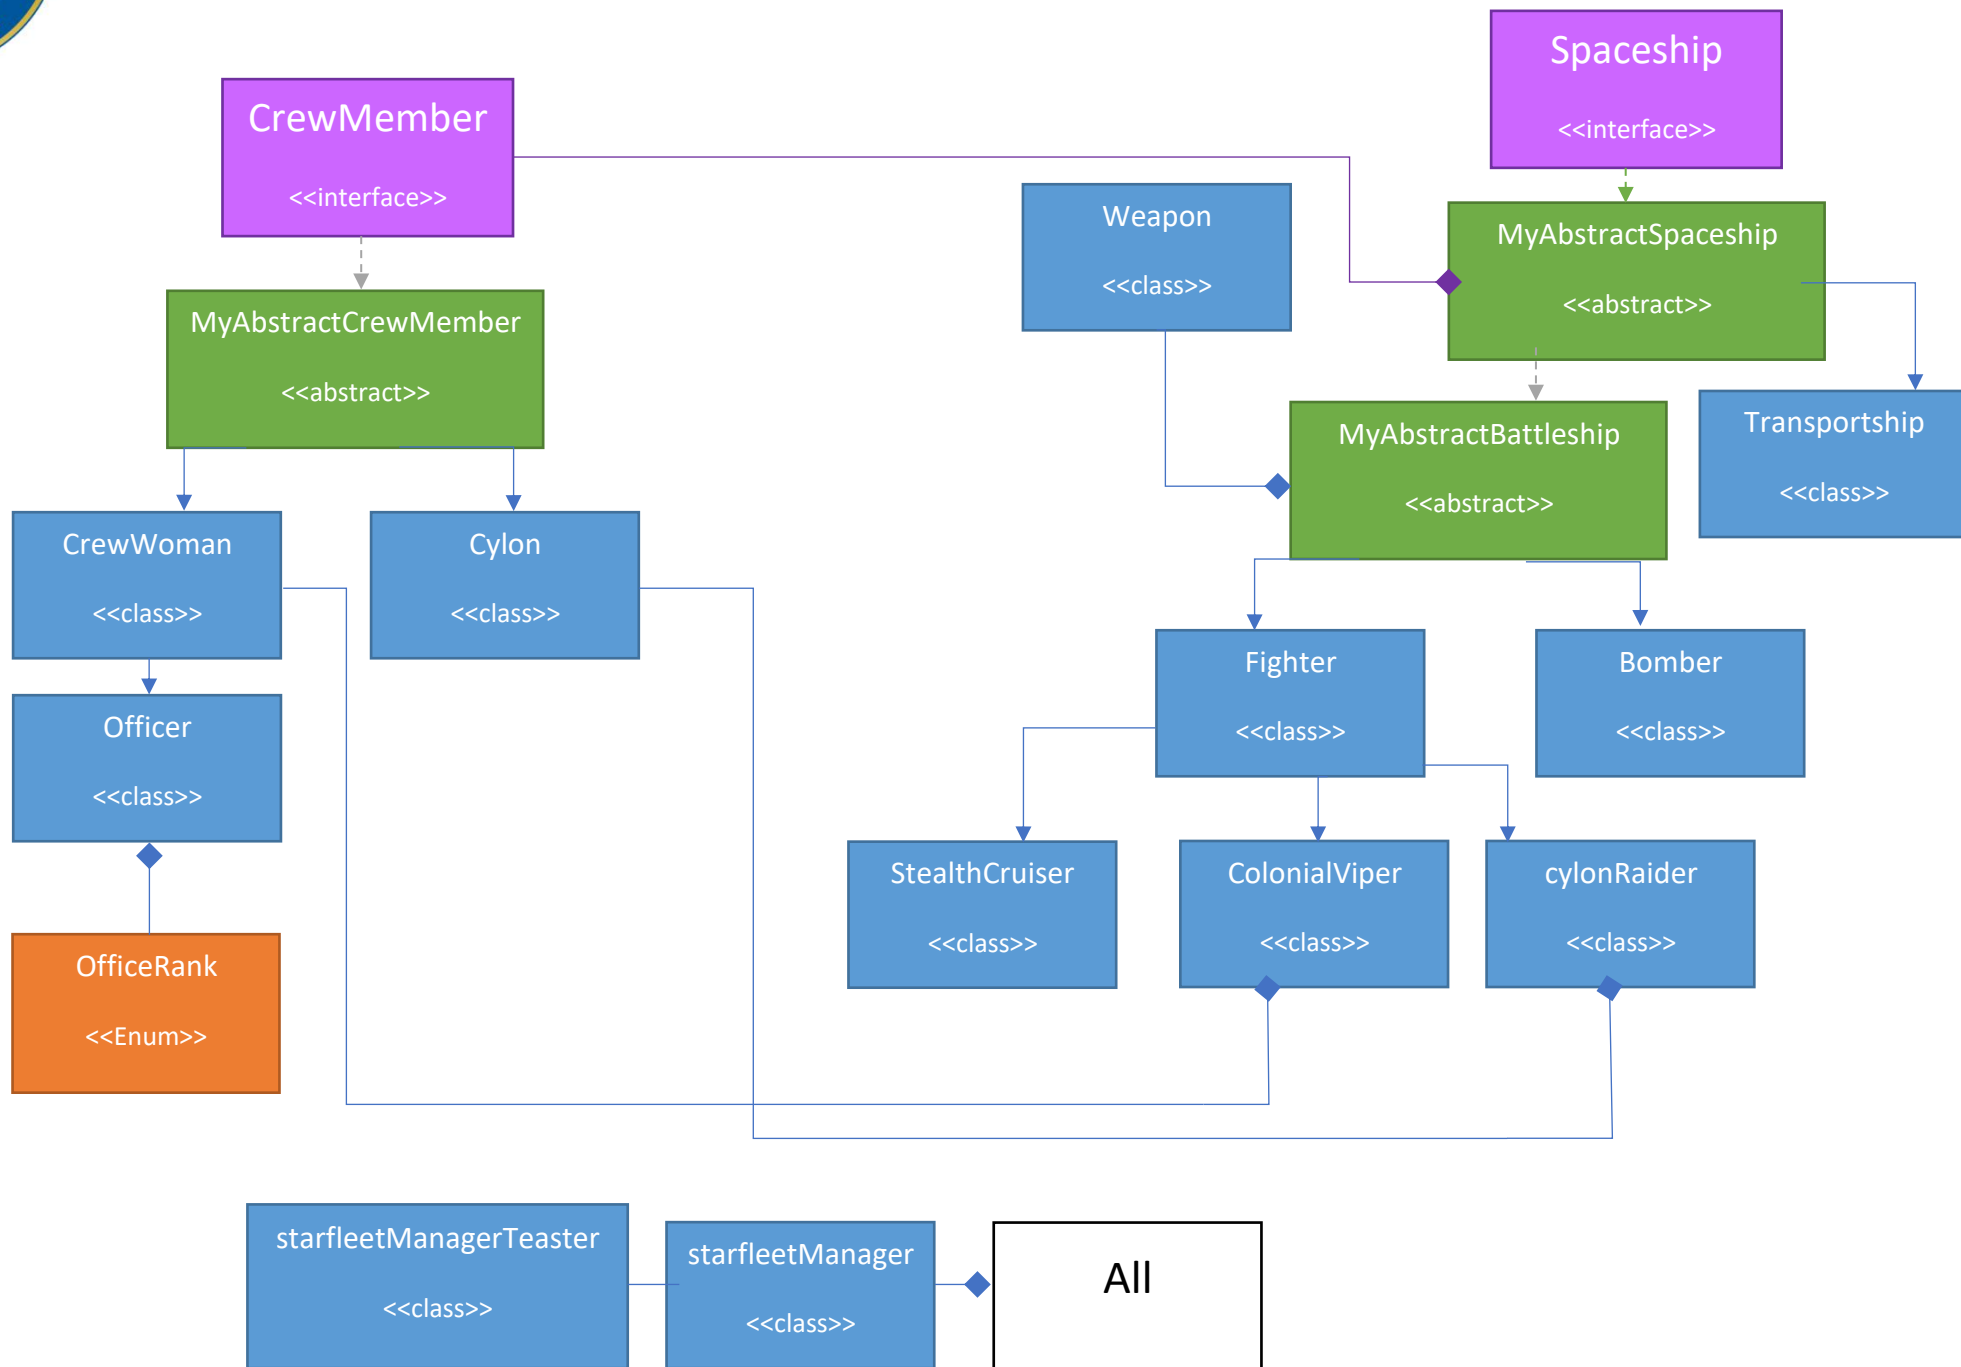 Spaceship
<<interface>>
CrewMember
<<interface>>
Weapon
<<class>>
MyAbstractSpaceship
<<abstract>>
MyAbstractCrewMember
<<abstract>>
MyAbstractBattleship
<<abstract>>
Transportship
<<class>>
CrewWoman
<<class>>
Cylon
<<class>>
Fighter
<<class>>
Bomber
<<class>>
Officer
<<class>>
StealthCruiser
<<class>>
ColonialViper
<<class>>
cylonRaider
<<class>>
OfficeRank
<<Enum>>
starfleetManagerTeaster
<<class>>
starfleetManager
<<class>>
All